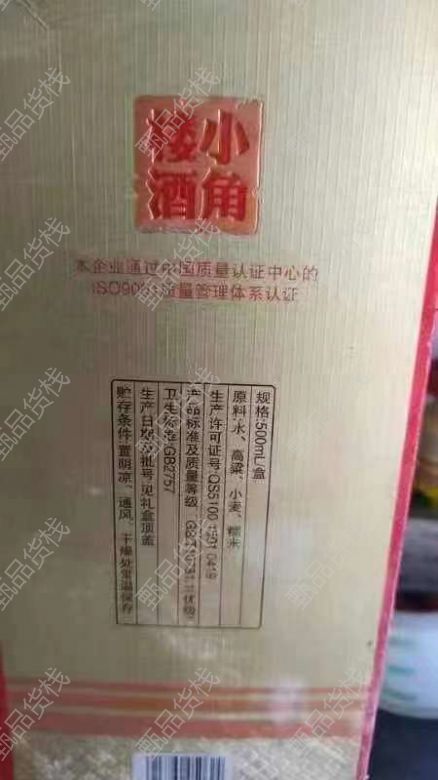 小角
楼酒
本企业通过中国质量认证中心的
ISO9001质量管理体系认证
规格:500mL/盒
原料:水、高粱、小麦、糯米
生产许可证号:QS5100
产品标准及质量等级:
卫生标准:GB2757
生产日期及批号:见礼盒顶盖
贮存条件:置阴凉、通风、干燥处室温保存
甄品货栈